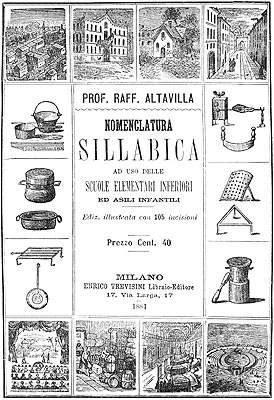 PROF. RAFF. ALTAVILLA
NOMENCLATURA
SILLABICA
AD USO DELLE
SCUOLE ELEMENTARI INFERIORI
ED ASILI INFANTILI
Ediz. illustrata con 105 incisioni
Prezzo Cent. 40
MILANO
ENRICO TREVISINI Libraio-Editore
17, Via Larga, 17
1881